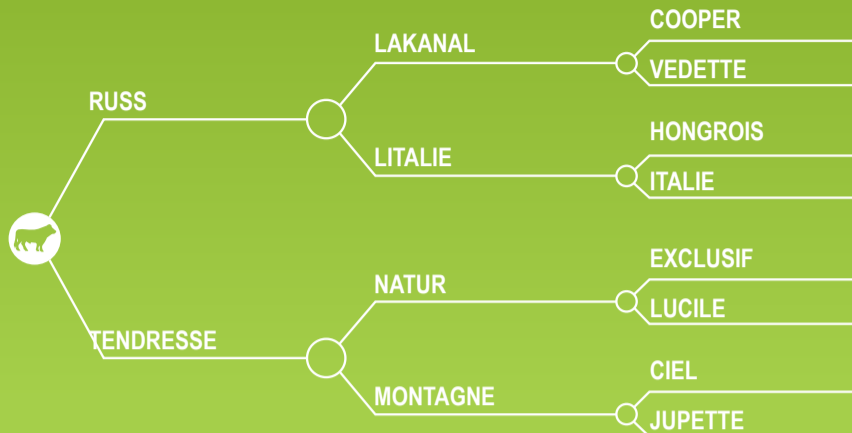 COOPER
LAKANAL
VEDETTE
RUSS
HONGROIS
LITALIE
ITALIE
EXCLUSIF
NATUR
LUCILE
TENDRESSE
CIEL
MONTAGNE
JUPETTE